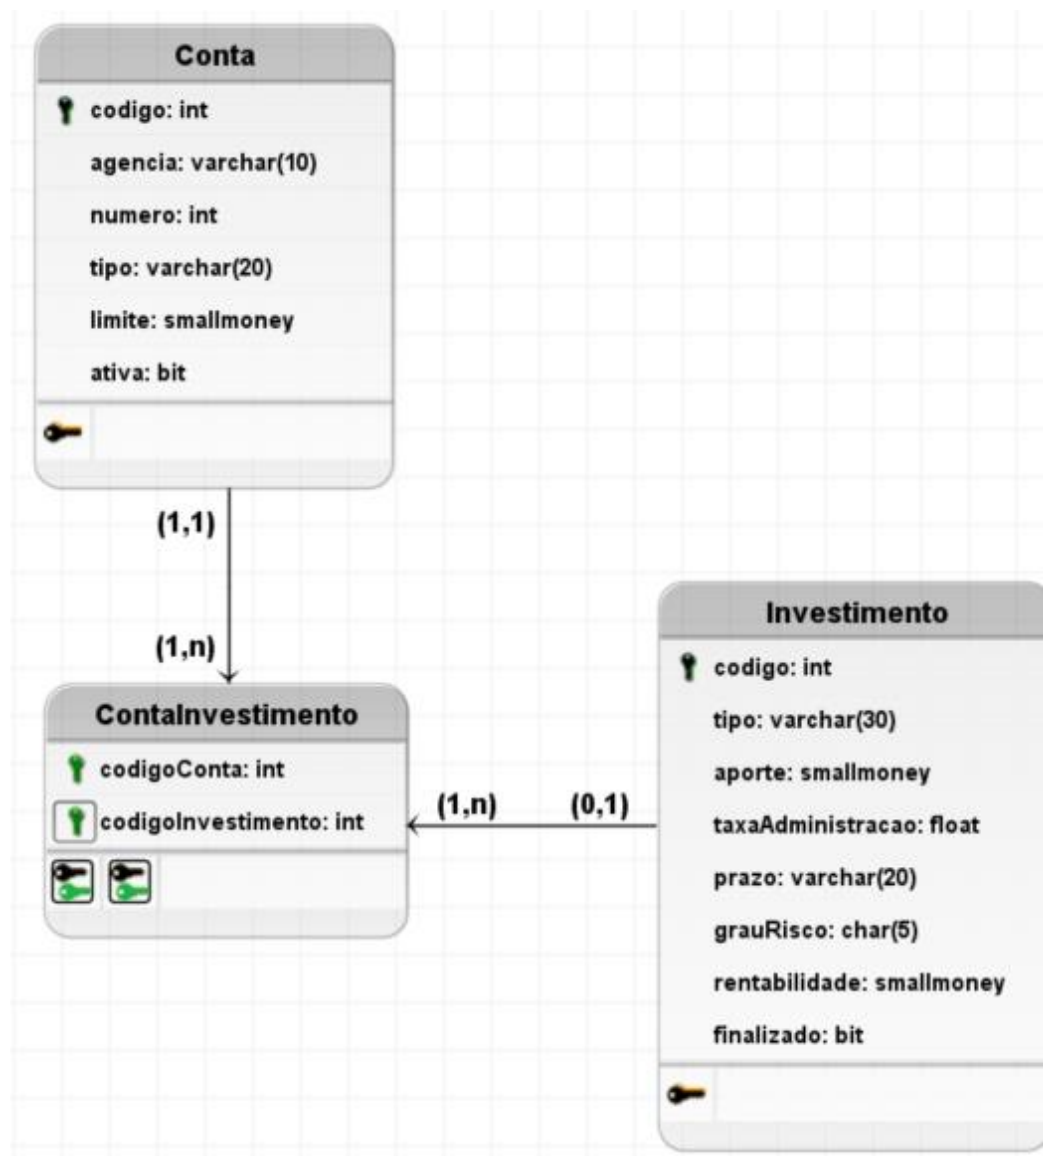 Conta
codigo: int
agencia: varchar(10)
numero: int
tipo: varchar(20)
limite: smallmoney
ativa: bit
(1,1)
(1,n)
ContaInvestimento
codigoConta: int
codigoInvestimento: int
(1,n)
(0,1)
Investimento
codigo: int
tipo: varchar(30)
aporte: smallmoney
taxaAdministracao: float
prazo: varchar(20)
grauRisco: char(5)
rentabilidade: smallmoney
finalizado: bit